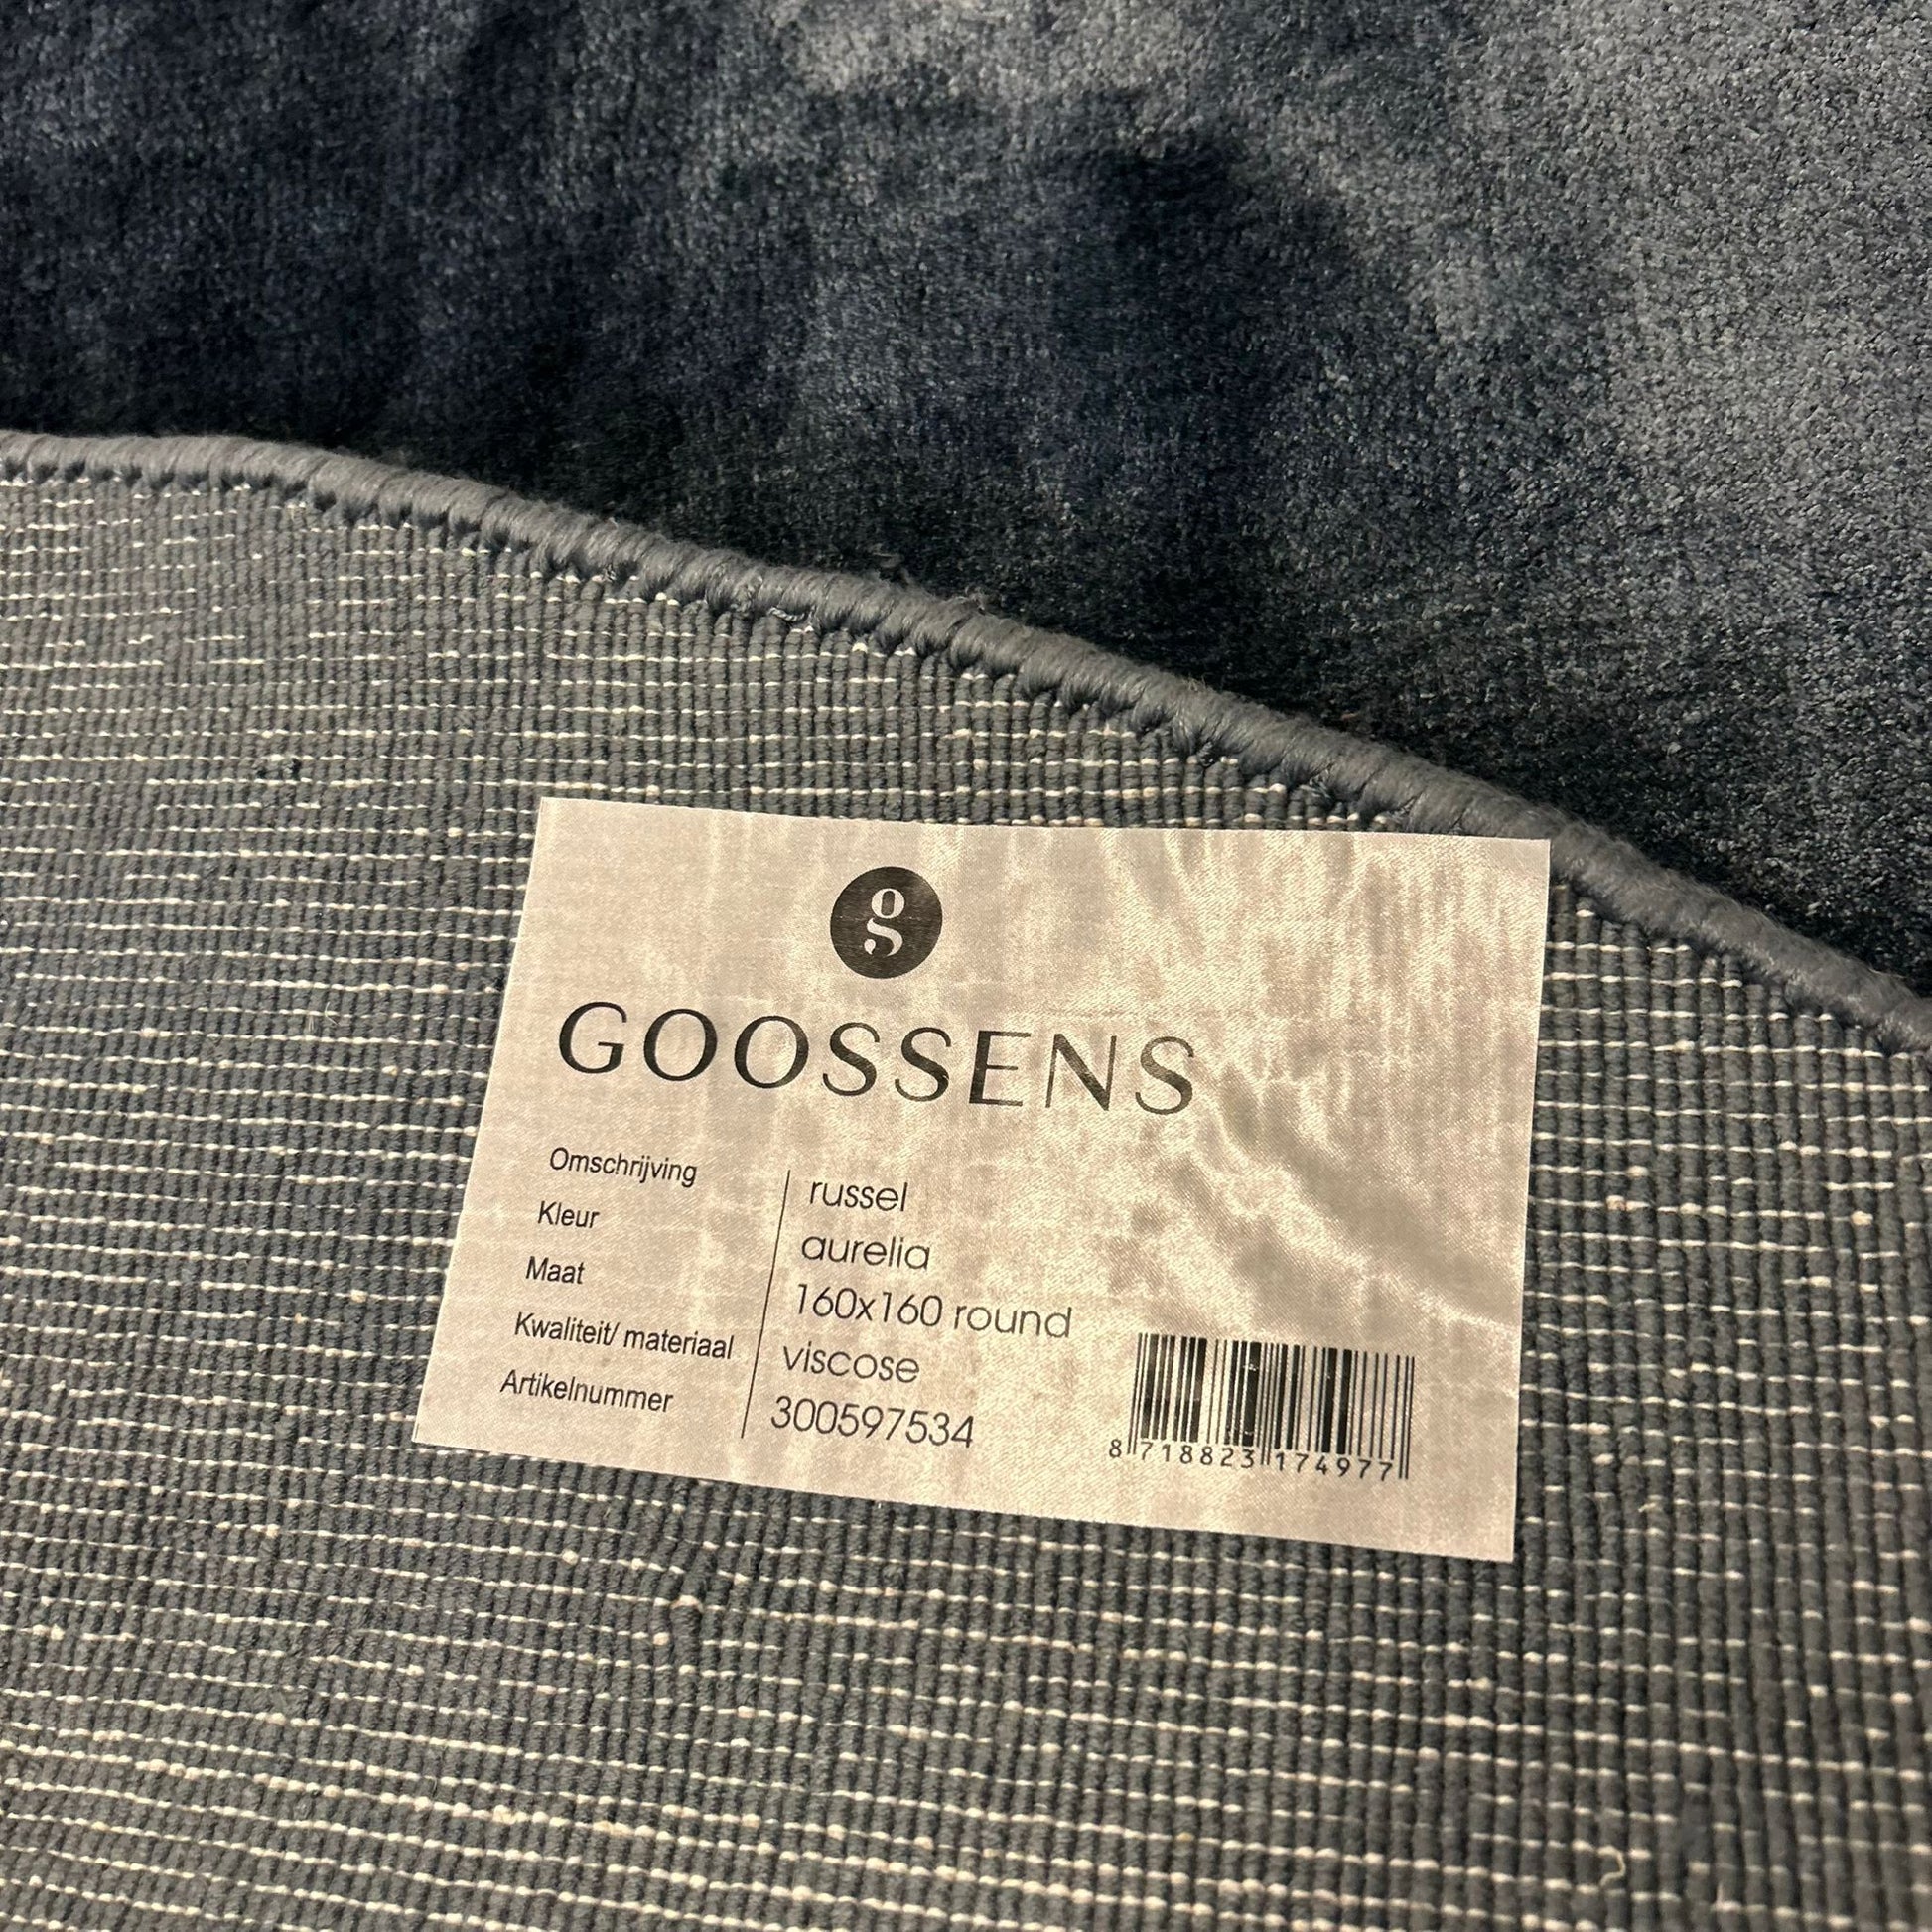 g
GOOSSENS
Omschrijving russel
Kleur aurelia
Maat 160x160 round
Kwaliteit/ materiaal viscose
Artikelnummer 300597534
8 718823 174977